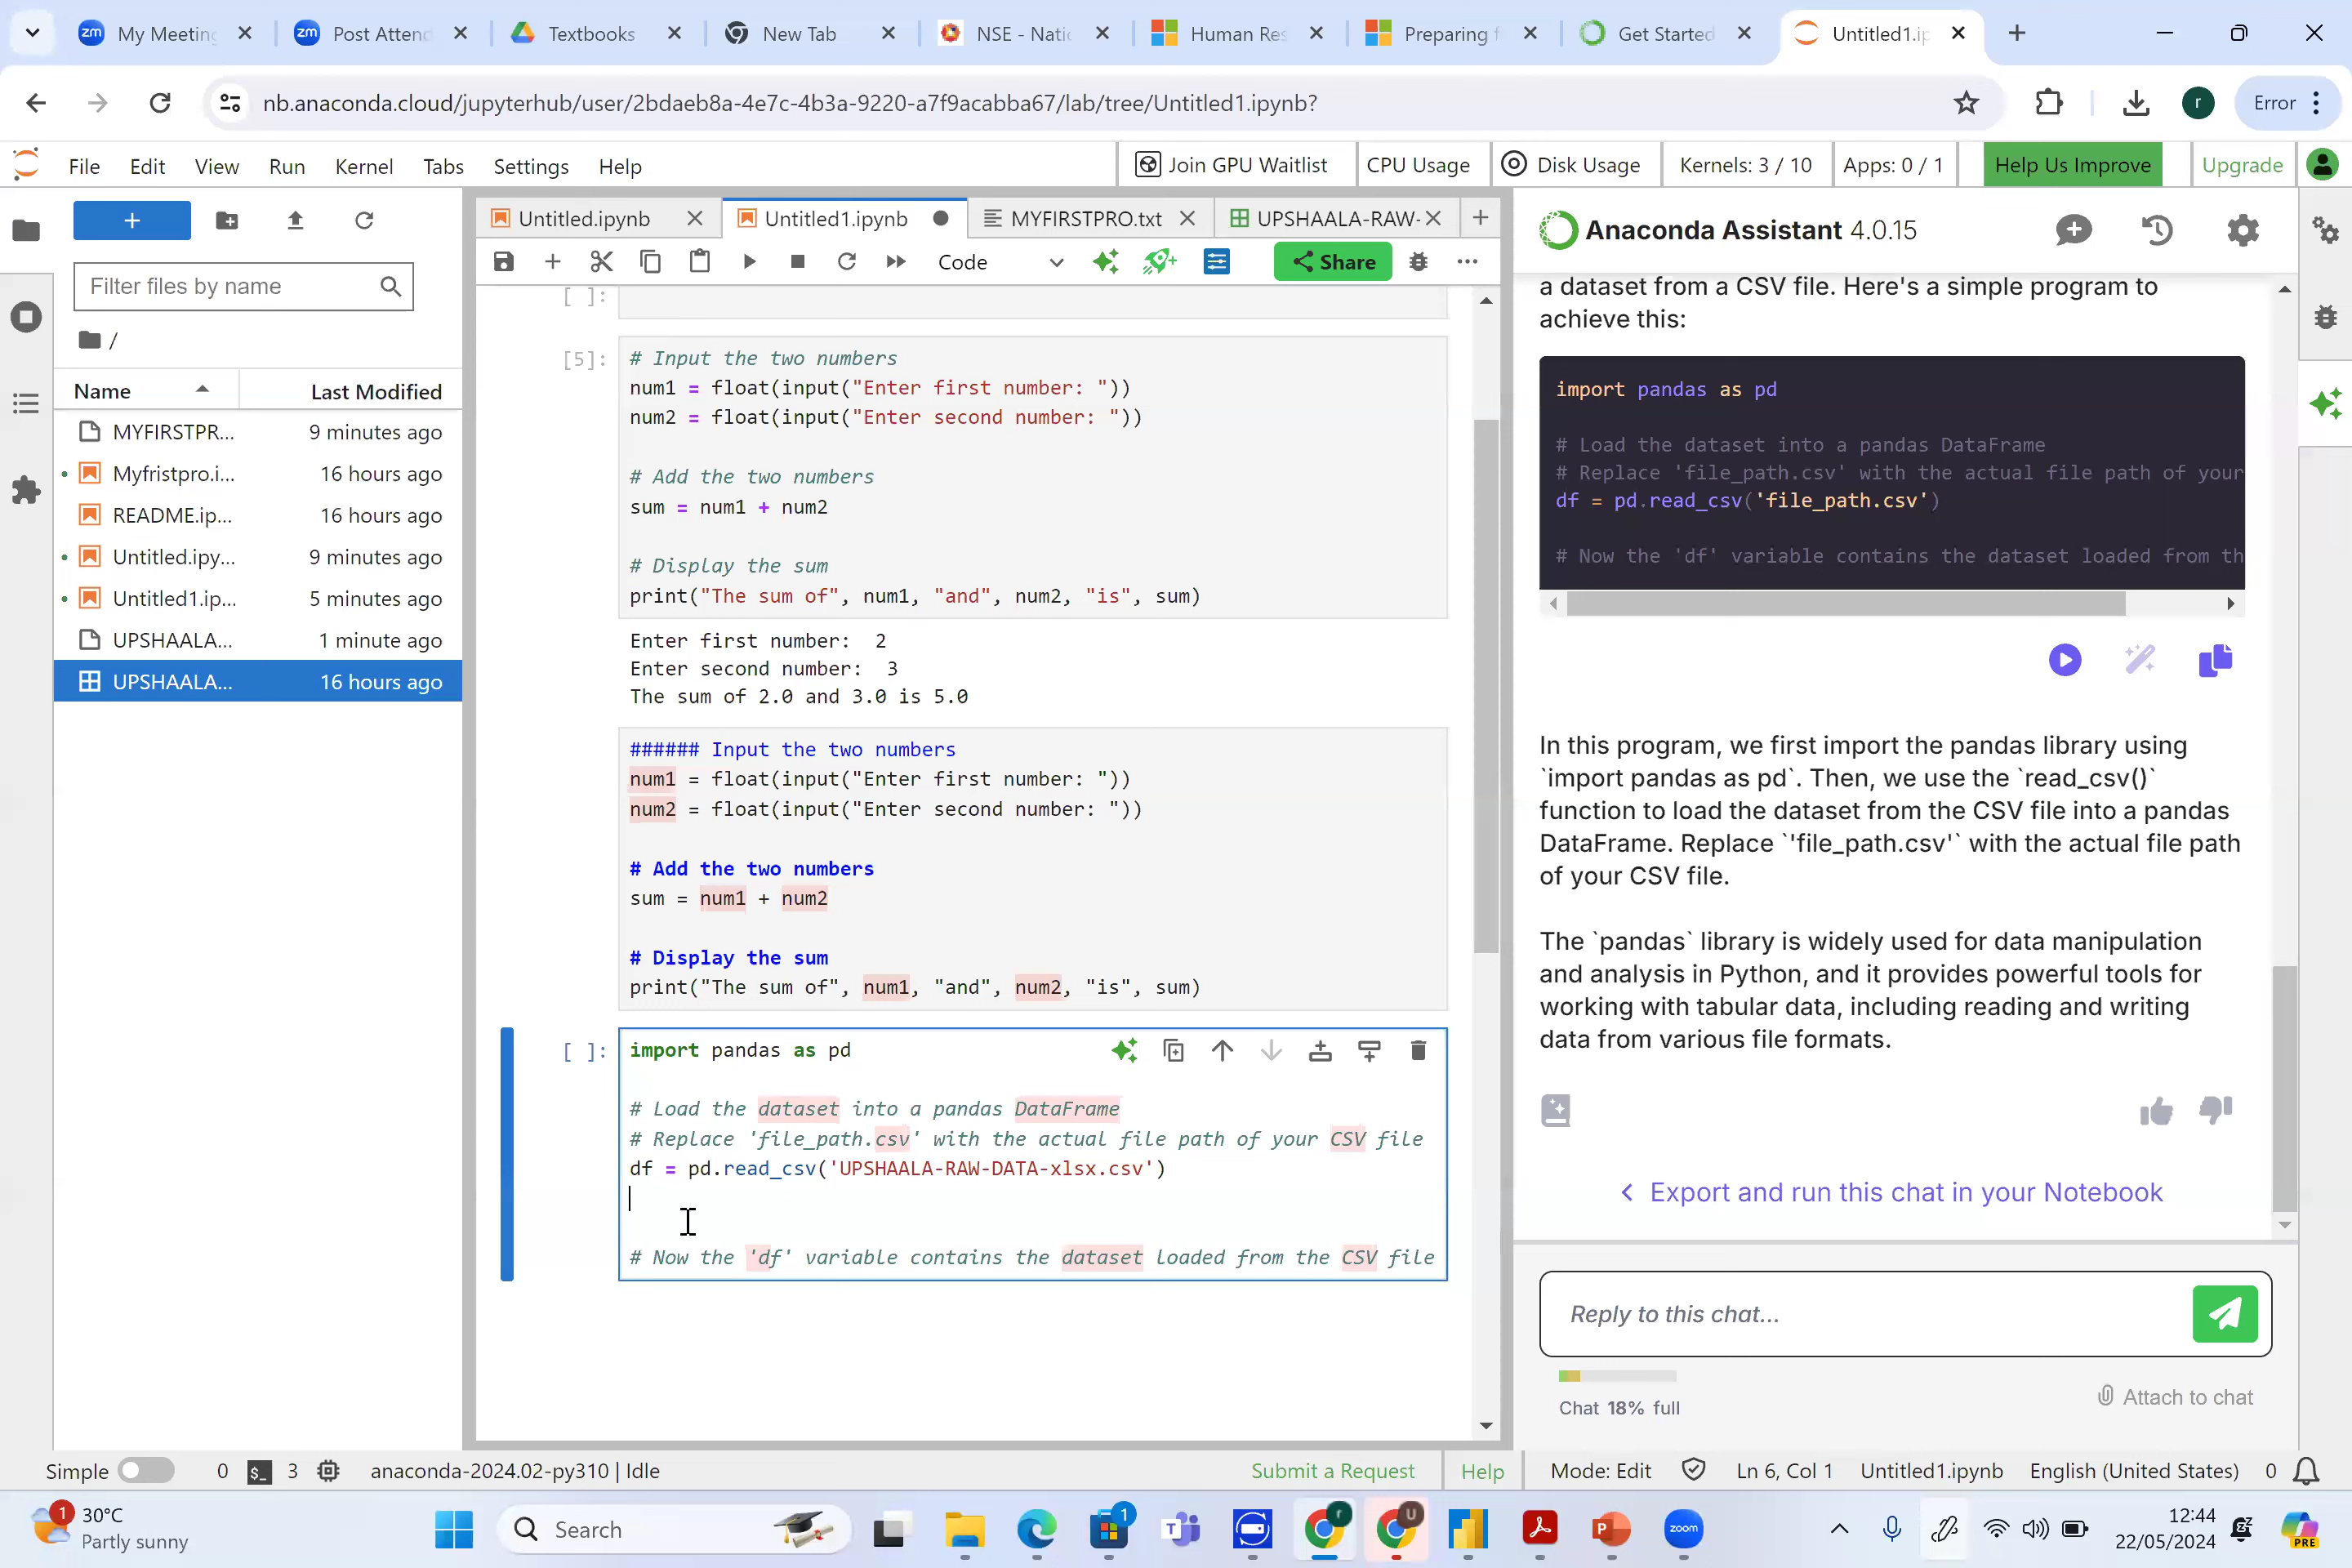 zm My Meeting
zm Post Attend
Textbooks
New Tab
NSE - Natio
Human Res
Preparing f
Get Started
Untitled1.ip
nb.anaconda.cloud/jupyterhub/user/2bdaeb8a-4e7c-4b3a-9220-a7f9acabba67/lab/tree/Untitled1.ipynb?
r
Error
File Edit View Run Kernel Tabs Settings Help
Join GPU Waitlist
CPU Usage
Disk Usage
Kernels: 3 / 10
Apps: 0 / 1
Help Us Improve
Upgrade
Filter files by name
/
Name Last Modified
MYFIRSTPR... 9 minutes ago
Myfristpro.i... 16 hours ago
README.ip... 16 hours ago
Untitled.ipy... 9 minutes ago
Untitled1.ip... 5 minutes ago
UPSHAALA... 1 minute ago
UPSHAALA... 16 hours ago
Untitled.ipynb
Untitled1.ipynb
MYFIRSTPRO.txt
UPSHAALA-RAW-
Code
Share
[ ]:
[5]:
# Input the two numbers
num1 = float(input("Enter first number: "))
num2 = float(input("Enter second number: "))
# Add the two numbers
sum = num1 + num2
# Display the sum
print("The sum of", num1, "and", num2, "is", sum)
Enter first number: 2
Enter second number: 3
The sum of 2.0 and 3.0 is 5.0
###### Input the two numbers
num1 = float(input("Enter first number: "))
num2 = float(input("Enter second number: "))
# Add the two numbers
sum = num1 + num2
# Display the sum
print("The sum of", num1, "and", num2, "is", sum)
[ ]:
import pandas as pd
# Load the dataset into a pandas DataFrame
# Replace 'file_path.csv' with the actual file path of your CSV file
df = pd.read_csv('UPSHAALA-RAW-DATA-xlsx.csv')
# Now the 'df' variable contains the dataset loaded from the CSV file
Anaconda Assistant 4.0.15
a dataset from a CSV file. Here's a simple program to
achieve this:
import pandas as pd
# Load the dataset into a pandas DataFrame
# Replace 'file_path.csv' with the actual file path of your
df = pd.read_csv('file_path.csv')
# Now the 'df' variable contains the dataset loaded from th
In this program, we first import the pandas library using
`import pandas as pd`. Then, we use the `read_csv()`
function to load the dataset from the CSV file into a pandas
DataFrame. Replace `'file_path.csv'` with the actual file path
of your CSV file.
The `pandas` library is widely used for data manipulation
and analysis in Python, and it provides powerful tools for
working with tabular data, including reading and writing
data from various file formats.
Export and run this chat in your Notebook
Reply to this chat...
Chat 18% full
Attach to chat
Simple 0 $_ 3 anaconda-2024.02-py310 | Idle
Submit a Request
Help
Mode: Edit
Ln 6, Col 1
Untitled1.ipynb
English (United States)
0
1
30°C
Partly sunny
Search
1
T
r
U
P
zoom
12:44
22/05/2024
PRE